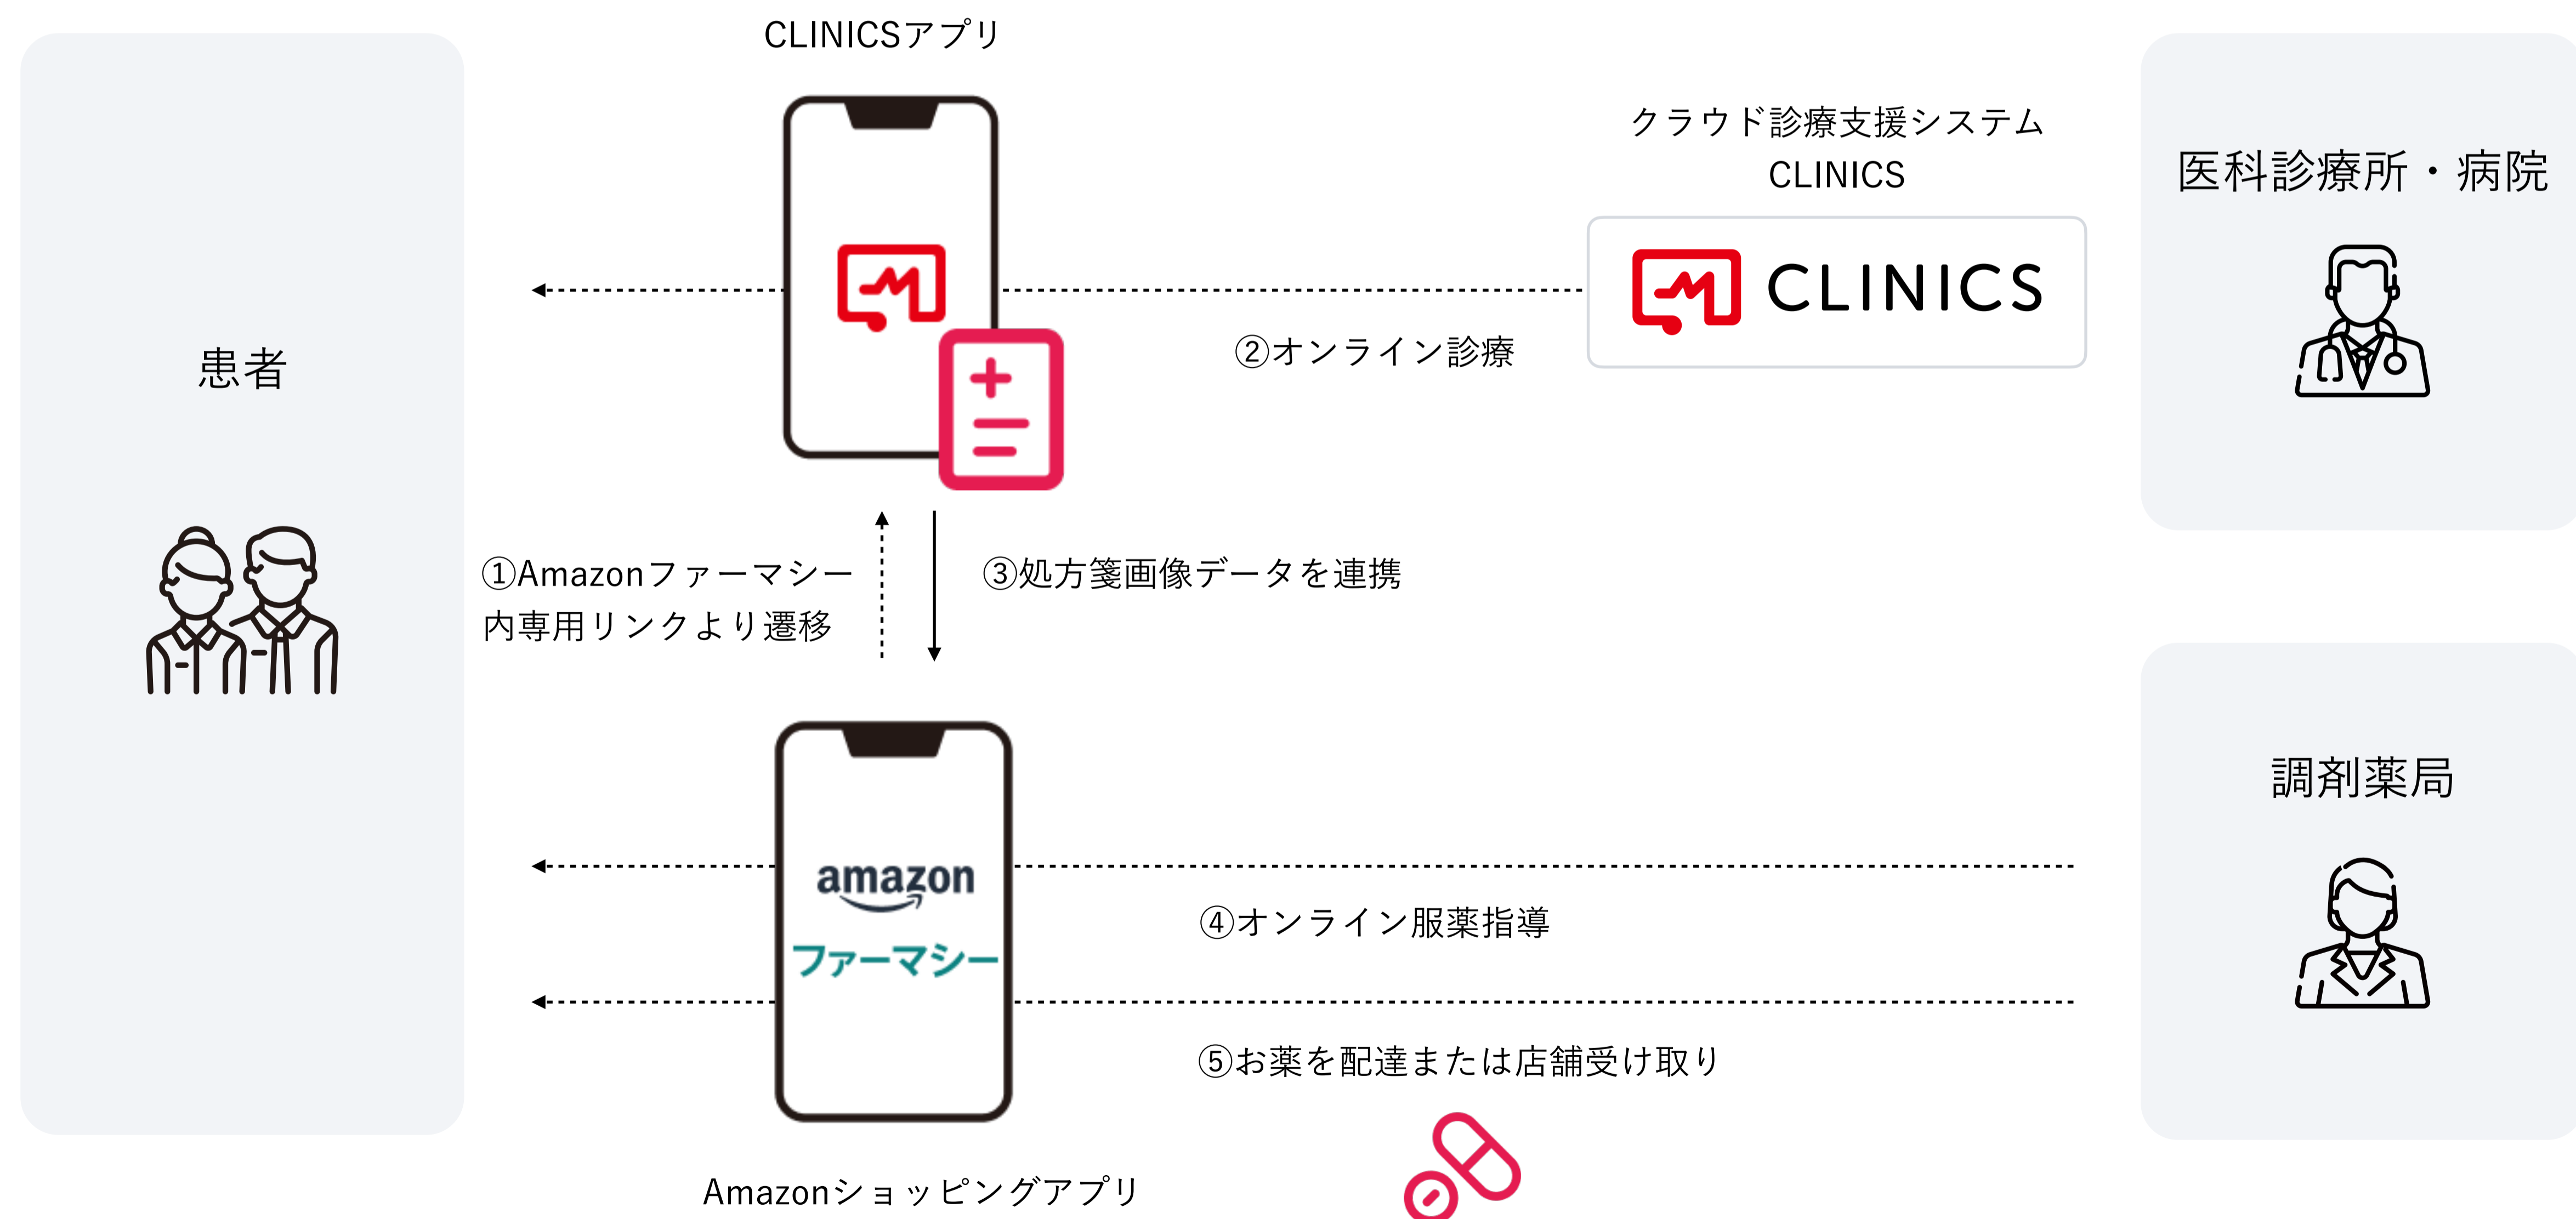 CLINICSアプリ
クラウド診療支援システム
CLINICS
CLINICS
医科診療所・病院
患者
②オンライン診療
①Amazonファーマシー
内専用リンクより遷移
③処方箋画像データを連携
調剤薬局
amazon
ファーマシー
④オンライン服薬指導
⑤お薬を配達または店舗受け取り
Amazonショッピングアプリ